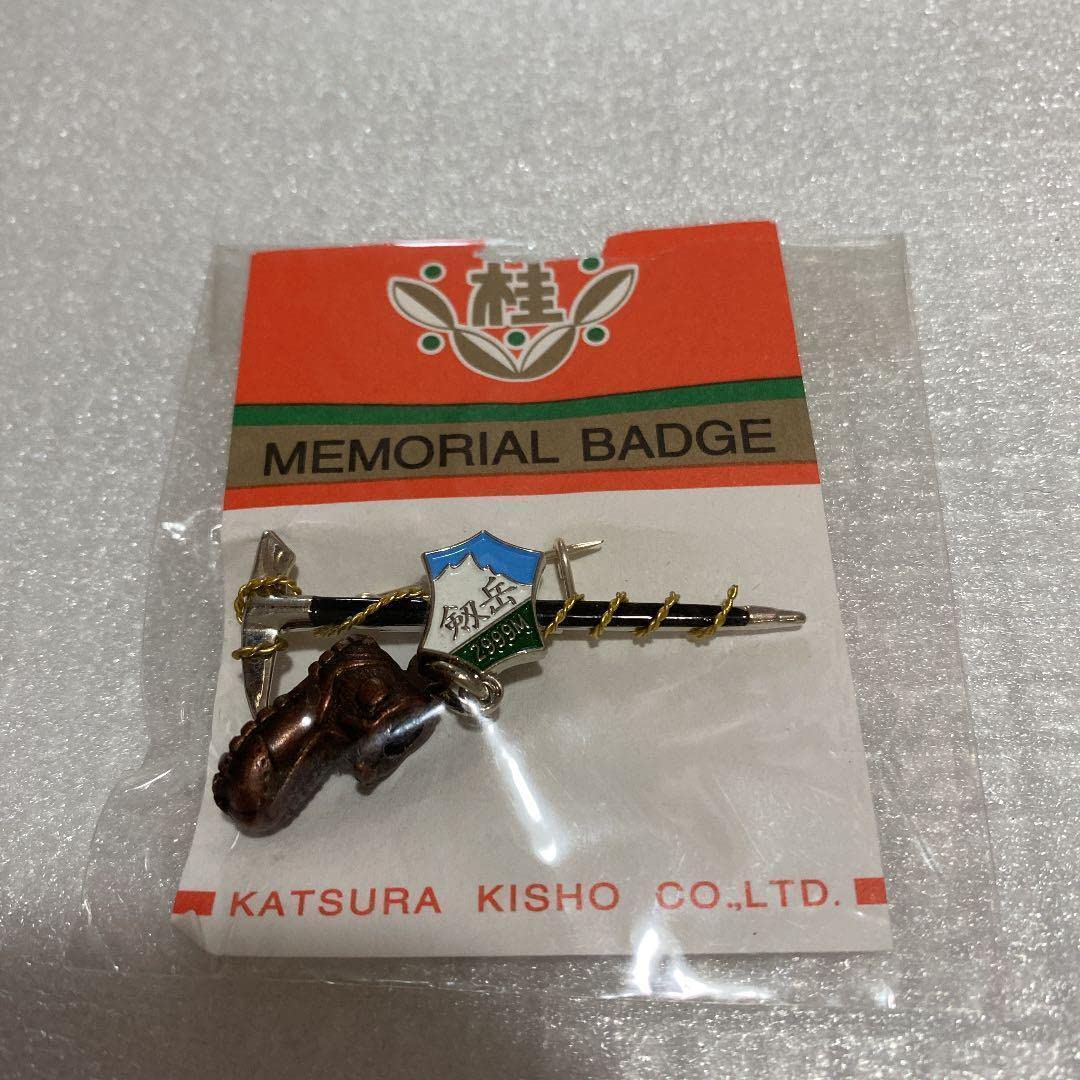 桂
MEMORIAL BADGE
剱岳
2999M
KATSURA KISHO CO.,LTD.